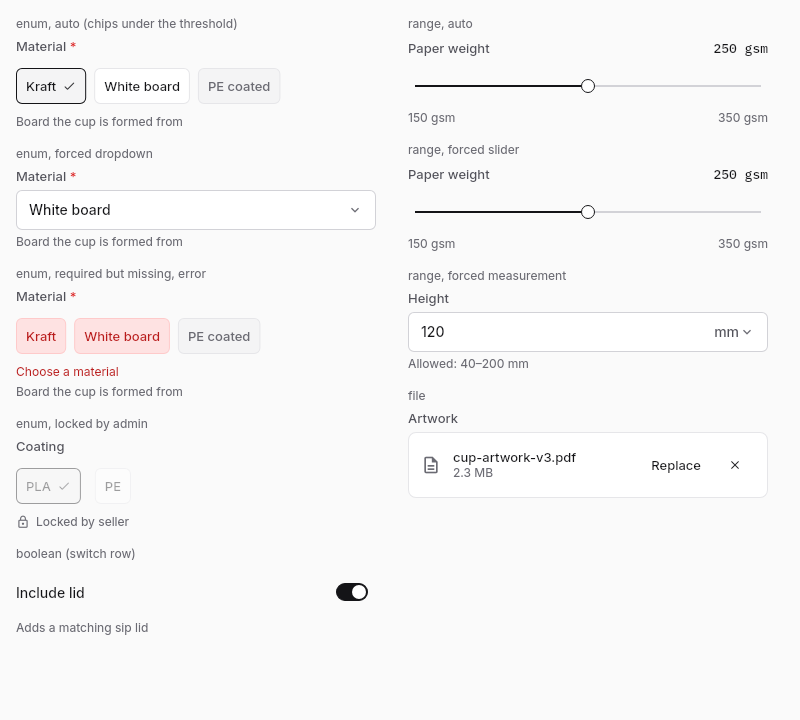 enum, auto (chips under the threshold)
Material *
Kraft
White board
PE coated
Board the cup is formed from
enum, forced dropdown
Material *
White board
Board the cup is formed from
enum, required but missing, error
Material *
Kraft
White board
PE coated
Choose a material
Board the cup is formed from
enum, locked by admin
Coating
PLA
PE
Locked by seller
boolean (switch row)
Include lid
Adds a matching sip lid
range, auto
Paper weight 250 gsm
150 gsm 350 gsm
range, forced slider
Paper weight 250 gsm
150 gsm 350 gsm
range, forced measurement
Height
120 mm
Allowed: 40–200 mm
file
Artwork
cup-artwork-v3.pdf
2.3 MB
Replace